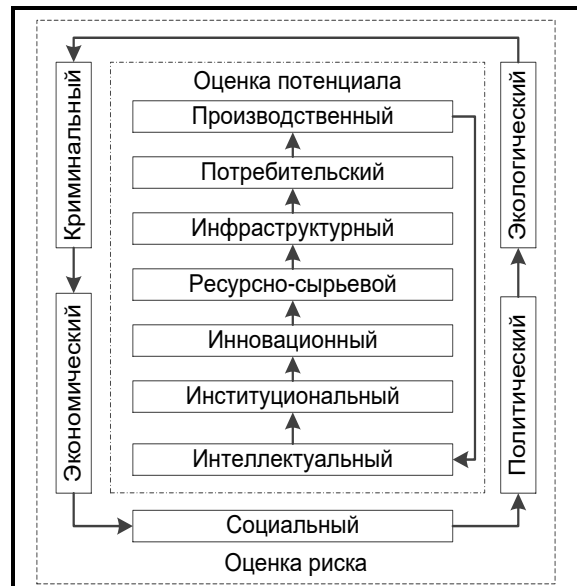 Оценка потенциала
Производственный
Потребительский
Инфраструктурный
Ресурсно-сырьевой
Инновационный
Институциональный
Интеллектуальный
Криминальный
Экономический
Социальный
Политический
Экологический
Оценка риска